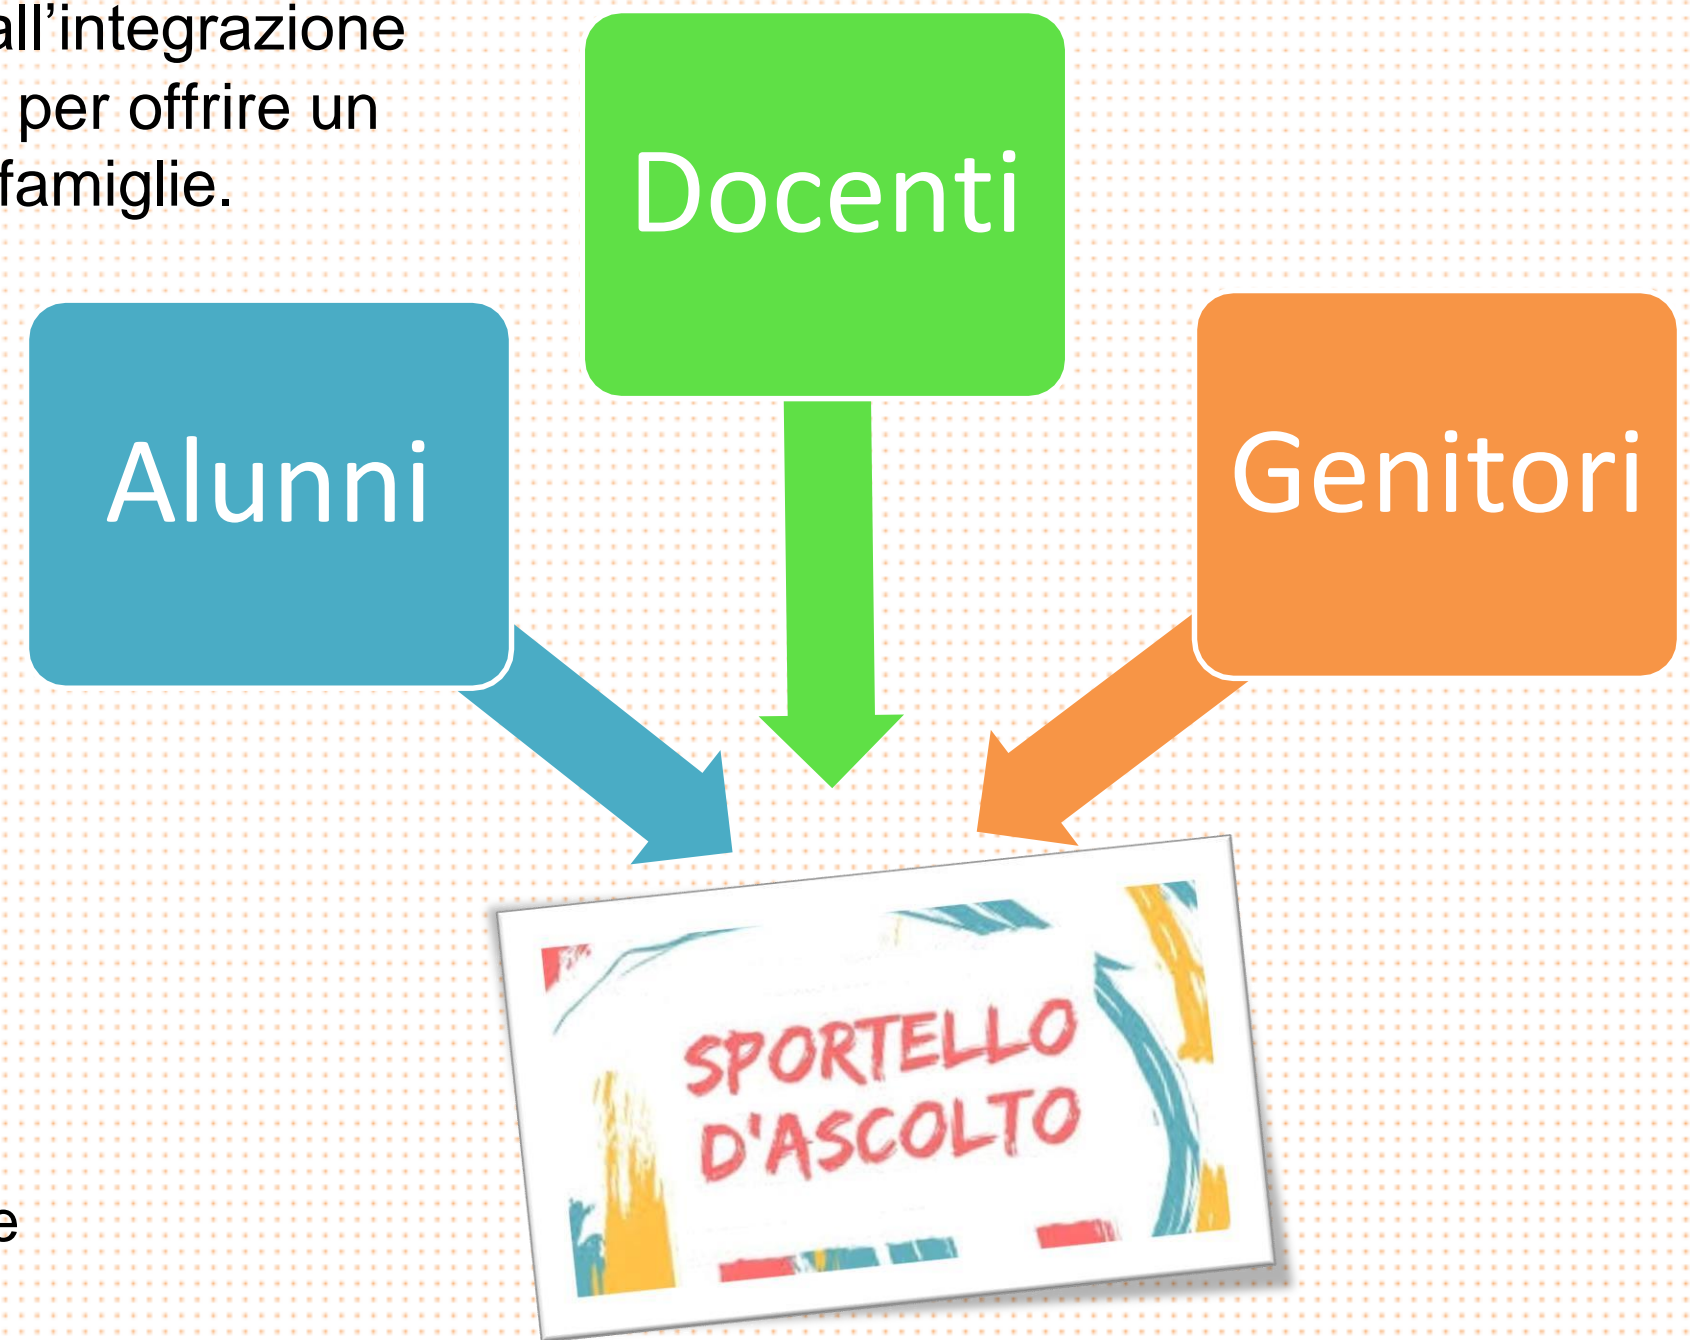 all'integrazione
per offrire un
famiglie.
Docenti
Alunni
Genitori
SPORTELLO
D'ASCOLTO
e